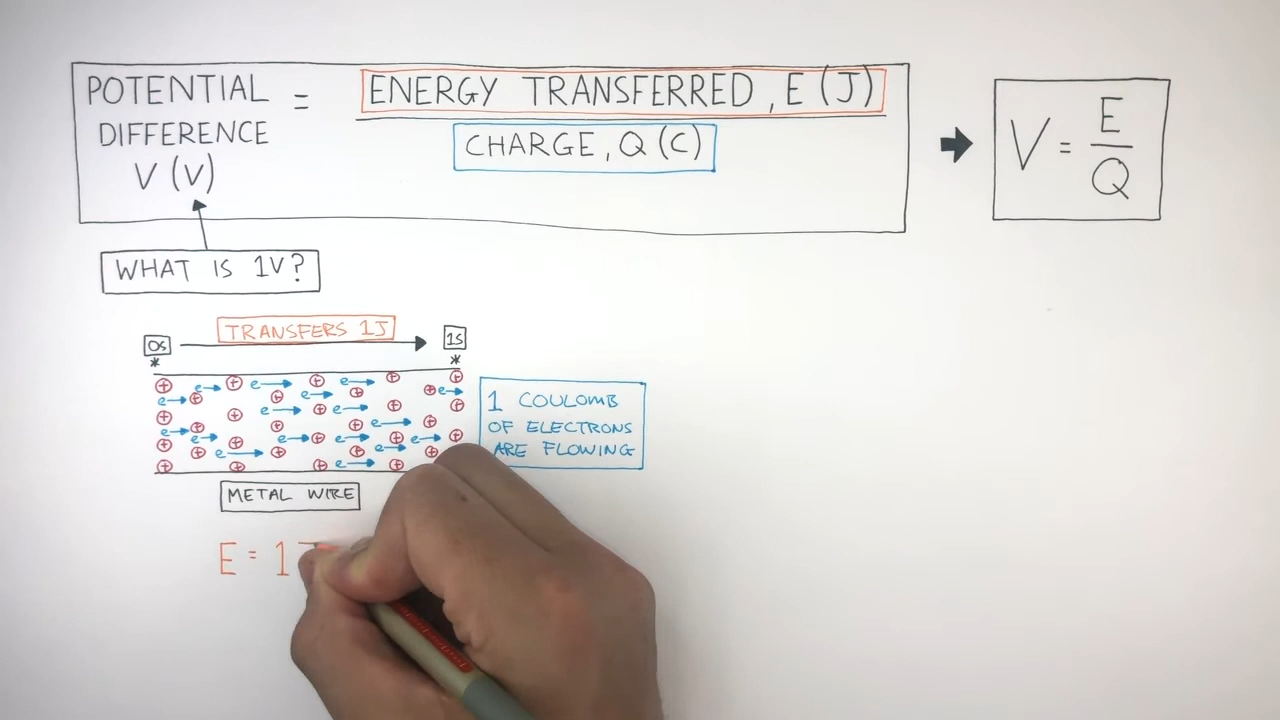 POTENTIAL
DIFFERENCE
V (V)
=
ENERGY TRANSFERRED, E (J)
CHARGE, Q (C)
V = E
Q
WHAT IS 1V?
TRANSFERS 1J
0s
1s
*
*
+ e + e + e + +
e + + e
+ e + + e + +
e + + + e +
+ e + e + e + e + e +
+ e + + e +
+ + e +
1 COULOMB
OF ELECTRONS
ARE FLOWING
METAL WIRE
E = 1